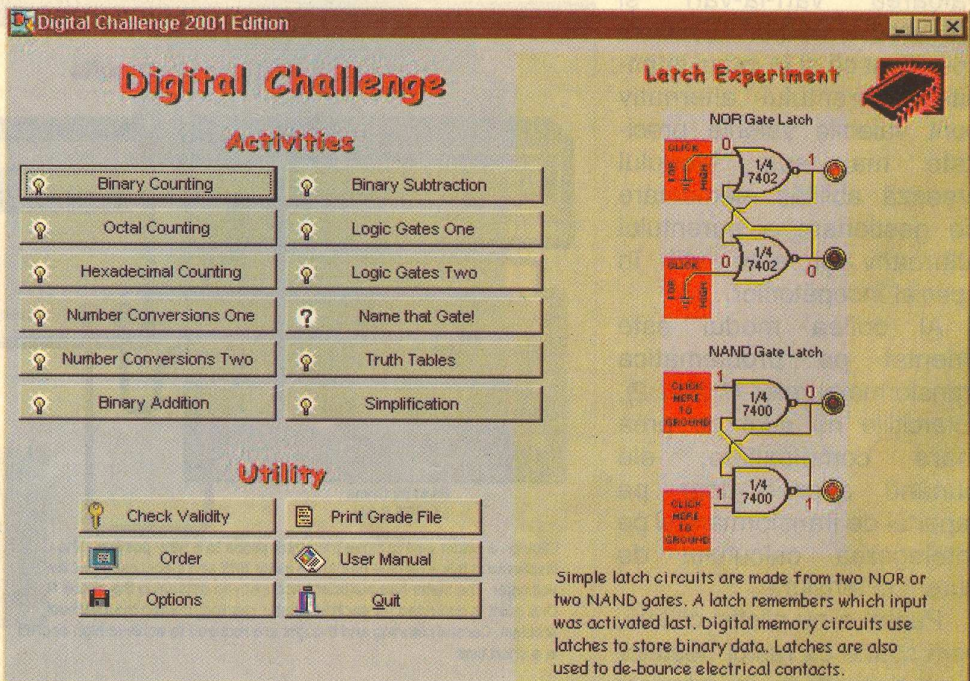 Digital Challenge 2001 Edition
Digital Challenge
Activities
Binary Counting
Binary Subtraction
Octal Counting
Logic Gates One
Hexadecimal Counting
Logic Gates Two
Number Conversions One
? Name that Gate!
Number Conversions Two
Truth Tables
Binary Addition
Simplification
Utility
Check Validity
Print Grade File
Order
User Manual
Options
Quit
Latch Experiment
NOR Gate Latch
CLICK
HIGH
0
1/4
7402
1
CLICK
HIGH
0
1/4
7402
0
NAND Gate Latch
CLICK
HERE
TO
GROUND
1
1/4
7400
0
CLICK
HERE
TO
GROUND
1
1/4
7400
1
Simple latch circuits are made from two NOR or
two NAND gates. A latch remembers which input
was activated last. Digital memory circuits use
latches to store binary data. Latches are also
used to de-bounce electrical contacts.